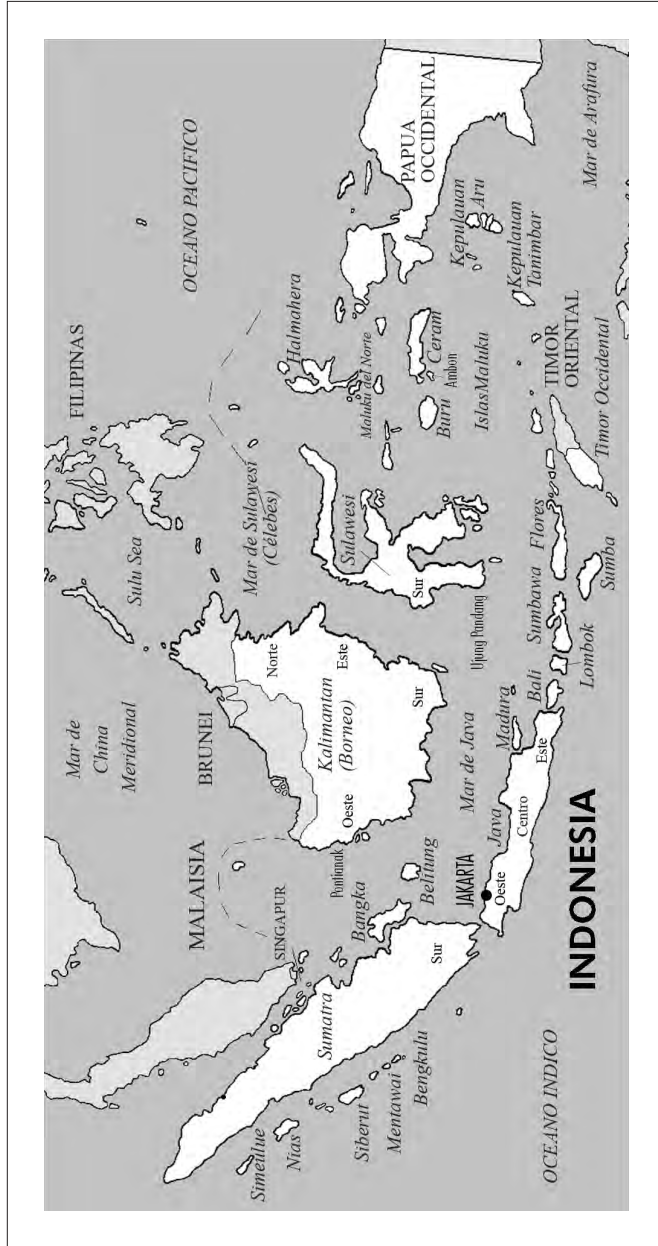 OCEANO PACIFICO
FILIPINAS
Mar de
China
Meridional
Sulu Sea
BRUNEI
MALAISIA
SINGAPUR
Mar de Sulawesi
(Célebes)
Halmahera
PAPUA
OCCIDENTAL
Sumatra
Sur
Simeulue
Nias
Siberut
Mentawai
Bengkulu
Bangka
Belitung
Kalimantan
(Borneo)
Norte
Este
Oeste
Sur
Sulawesi
Sur
Ujung Pandang
Maluku del Norte
Buru
Ambon
Ceram
Islas Maluku
Kepulauan
Aru
Kepulauan
Tanimbar
Mar de Arafura
Mar de Java
JAKARTA
Java
Oeste
Centro
Este
Madura
Bali
Lombok
Sumbawa
Flores
Sumba
TIMOR
ORIENTAL
Timor Occidental
OCEANO INDICO
INDONESIA